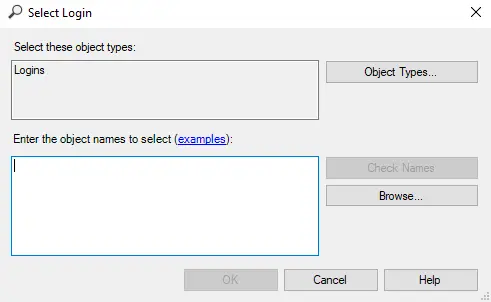 Select Login
Select these object types:
Logins
Object Types...
Enter the object names to select (examples):
Check Names
Browse...
OK
Cancel
Help